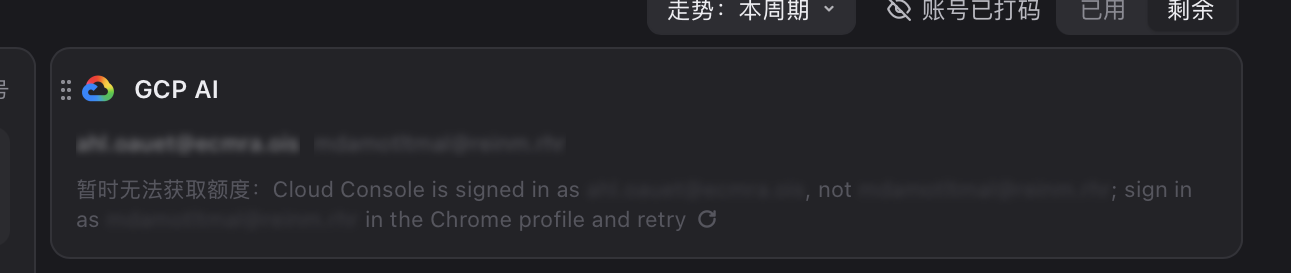 走势：本周期 账号已打码 已用 剩余
号
GCP AI
暂时无法获取额度：Cloud Console is signed in as , not ; sign in
as in the Chrome profile and retry